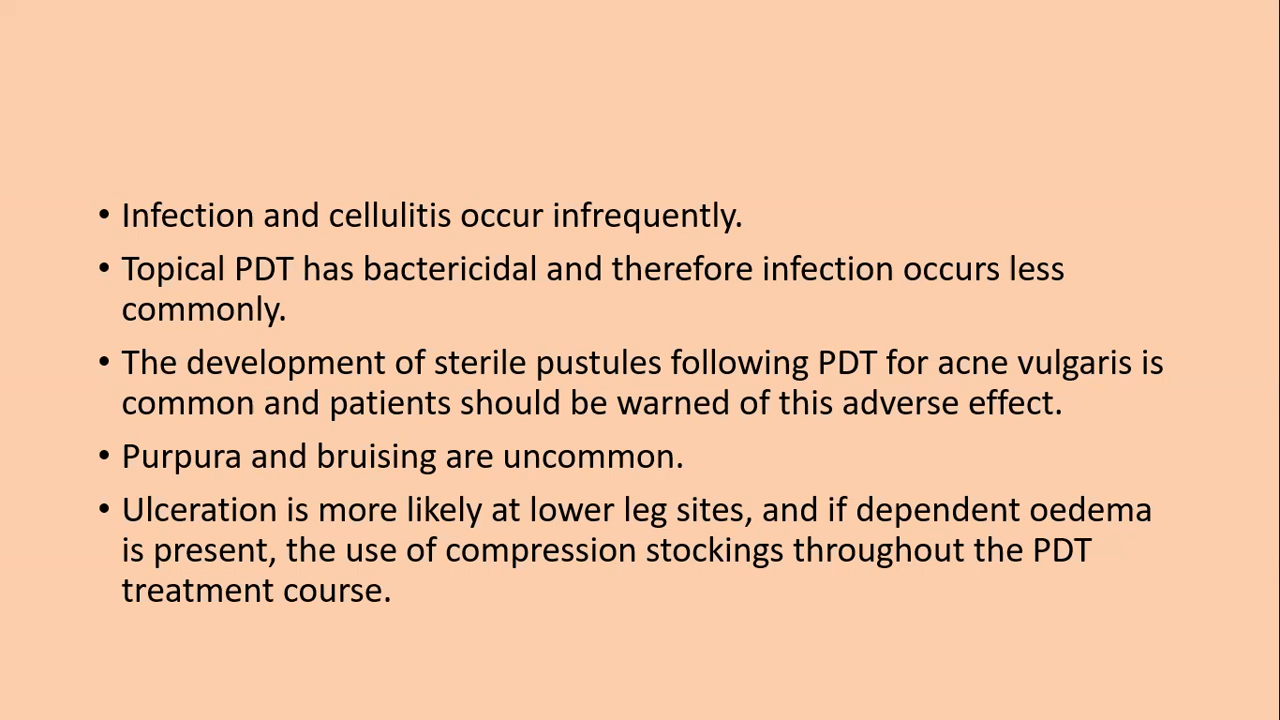 • Infection and cellulitis occur infrequently.
• Topical PDT has bactericidal and therefore infection occurs less
commonly.
• The development of sterile pustules following PDT for acne vulgaris is
common and patients should be warned of this adverse effect.
• Purpura and bruising are uncommon.
• Ulceration is more likely at lower leg sites, and if dependent oedema
is present, the use of compression stockings throughout the PDT
treatment course.